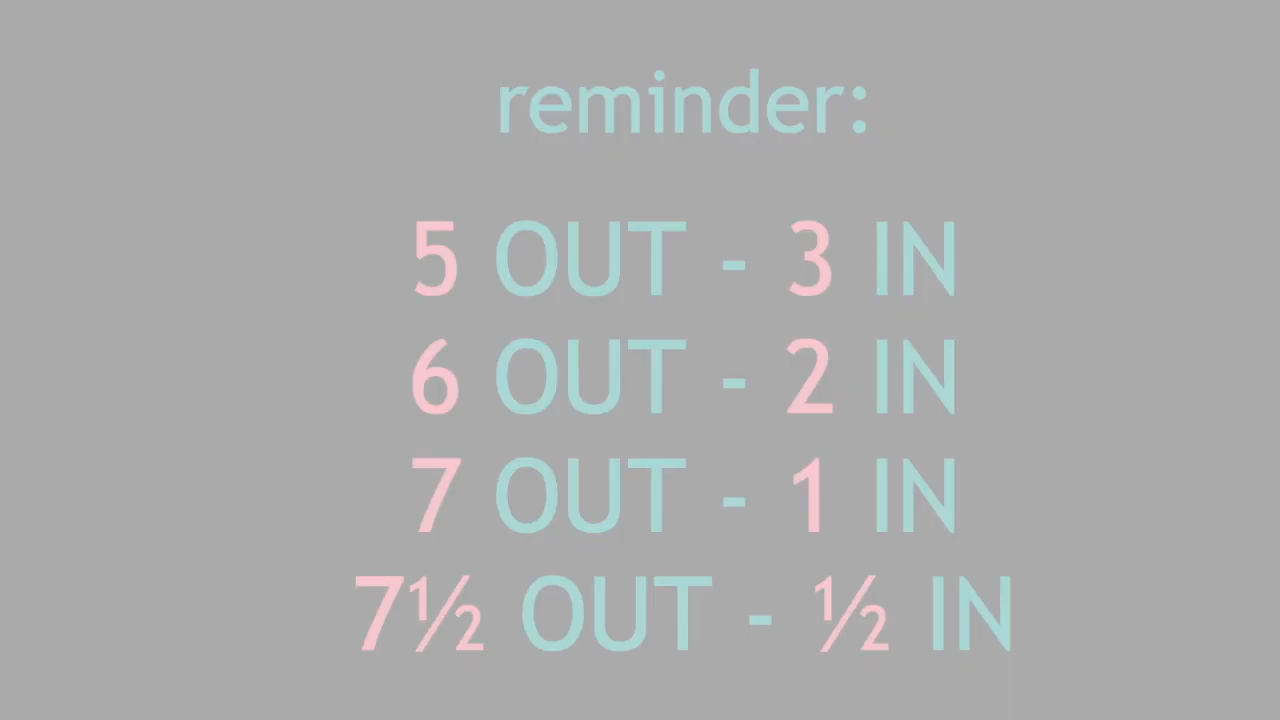 reminder:
5 OUT - 3 IN
6 OUT - 2 IN
7 OUT - 1 IN
7½ OUT - ½ IN